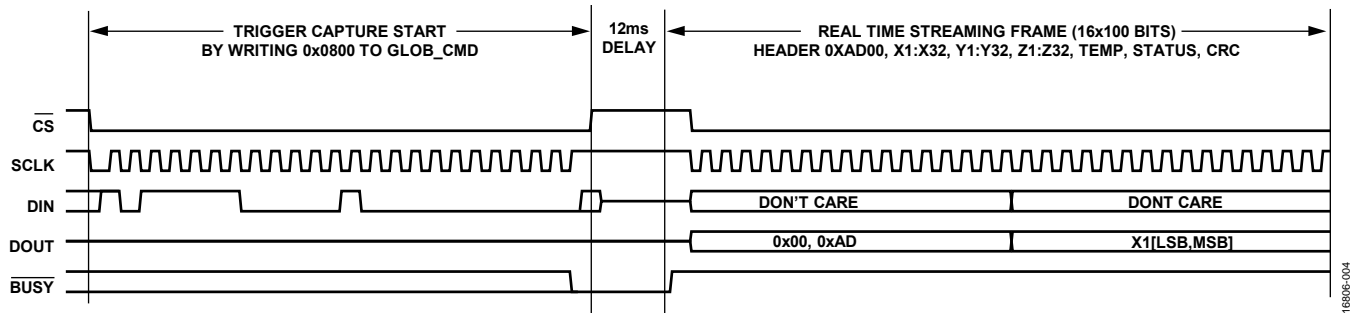 TRIGGER CAPTURE START
BY WRITING 0x0800 TO GLOB_CMD
12ms
DELAY
REAL TIME STREAMING FRAME (16x100 BITS)
HEADER 0XAD00, X1:X32, Y1:Y32, Z1:Z32, TEMP, STATUS, CRC
CS
SCLK
DIN
DON'T CARE
DONT CARE
DOUT
0x00, 0xAD
X1[LSB,MSB]
BUSY
16806-004